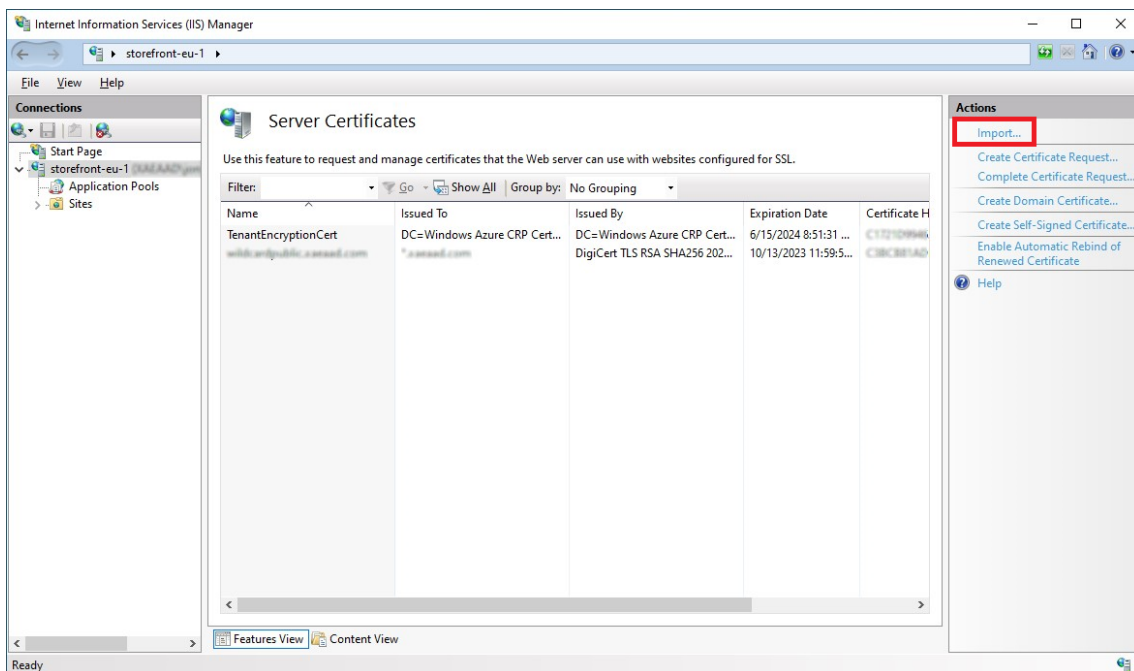 Internet Information Services (IIS) Manager
storefront-eu-1
File View Help
Connections
Start Page
storefront-eu-1
Application Pools
Sites
Server Certificates
Use this feature to request and manage certificates that the Web server can use with websites configured for SSL.
Filter: Go Show All Group by: No Grouping
Name Issued To Issued By Expiration Date Certificate H
TenantEncryptionCert DC=Windows Azure CRP Cert... DC=Windows Azure CRP Cert... 6/15/2024 8:51:31 ...
DigiCert TLS RSA SHA256 202... 10/13/2023 11:59:5...
Features View Content View
Actions
Import...
Create Certificate Request...
Complete Certificate Request...
Create Domain Certificate...
Create Self-Signed Certificate...
Enable Automatic Rebind of
Renewed Certificate
Help
Ready